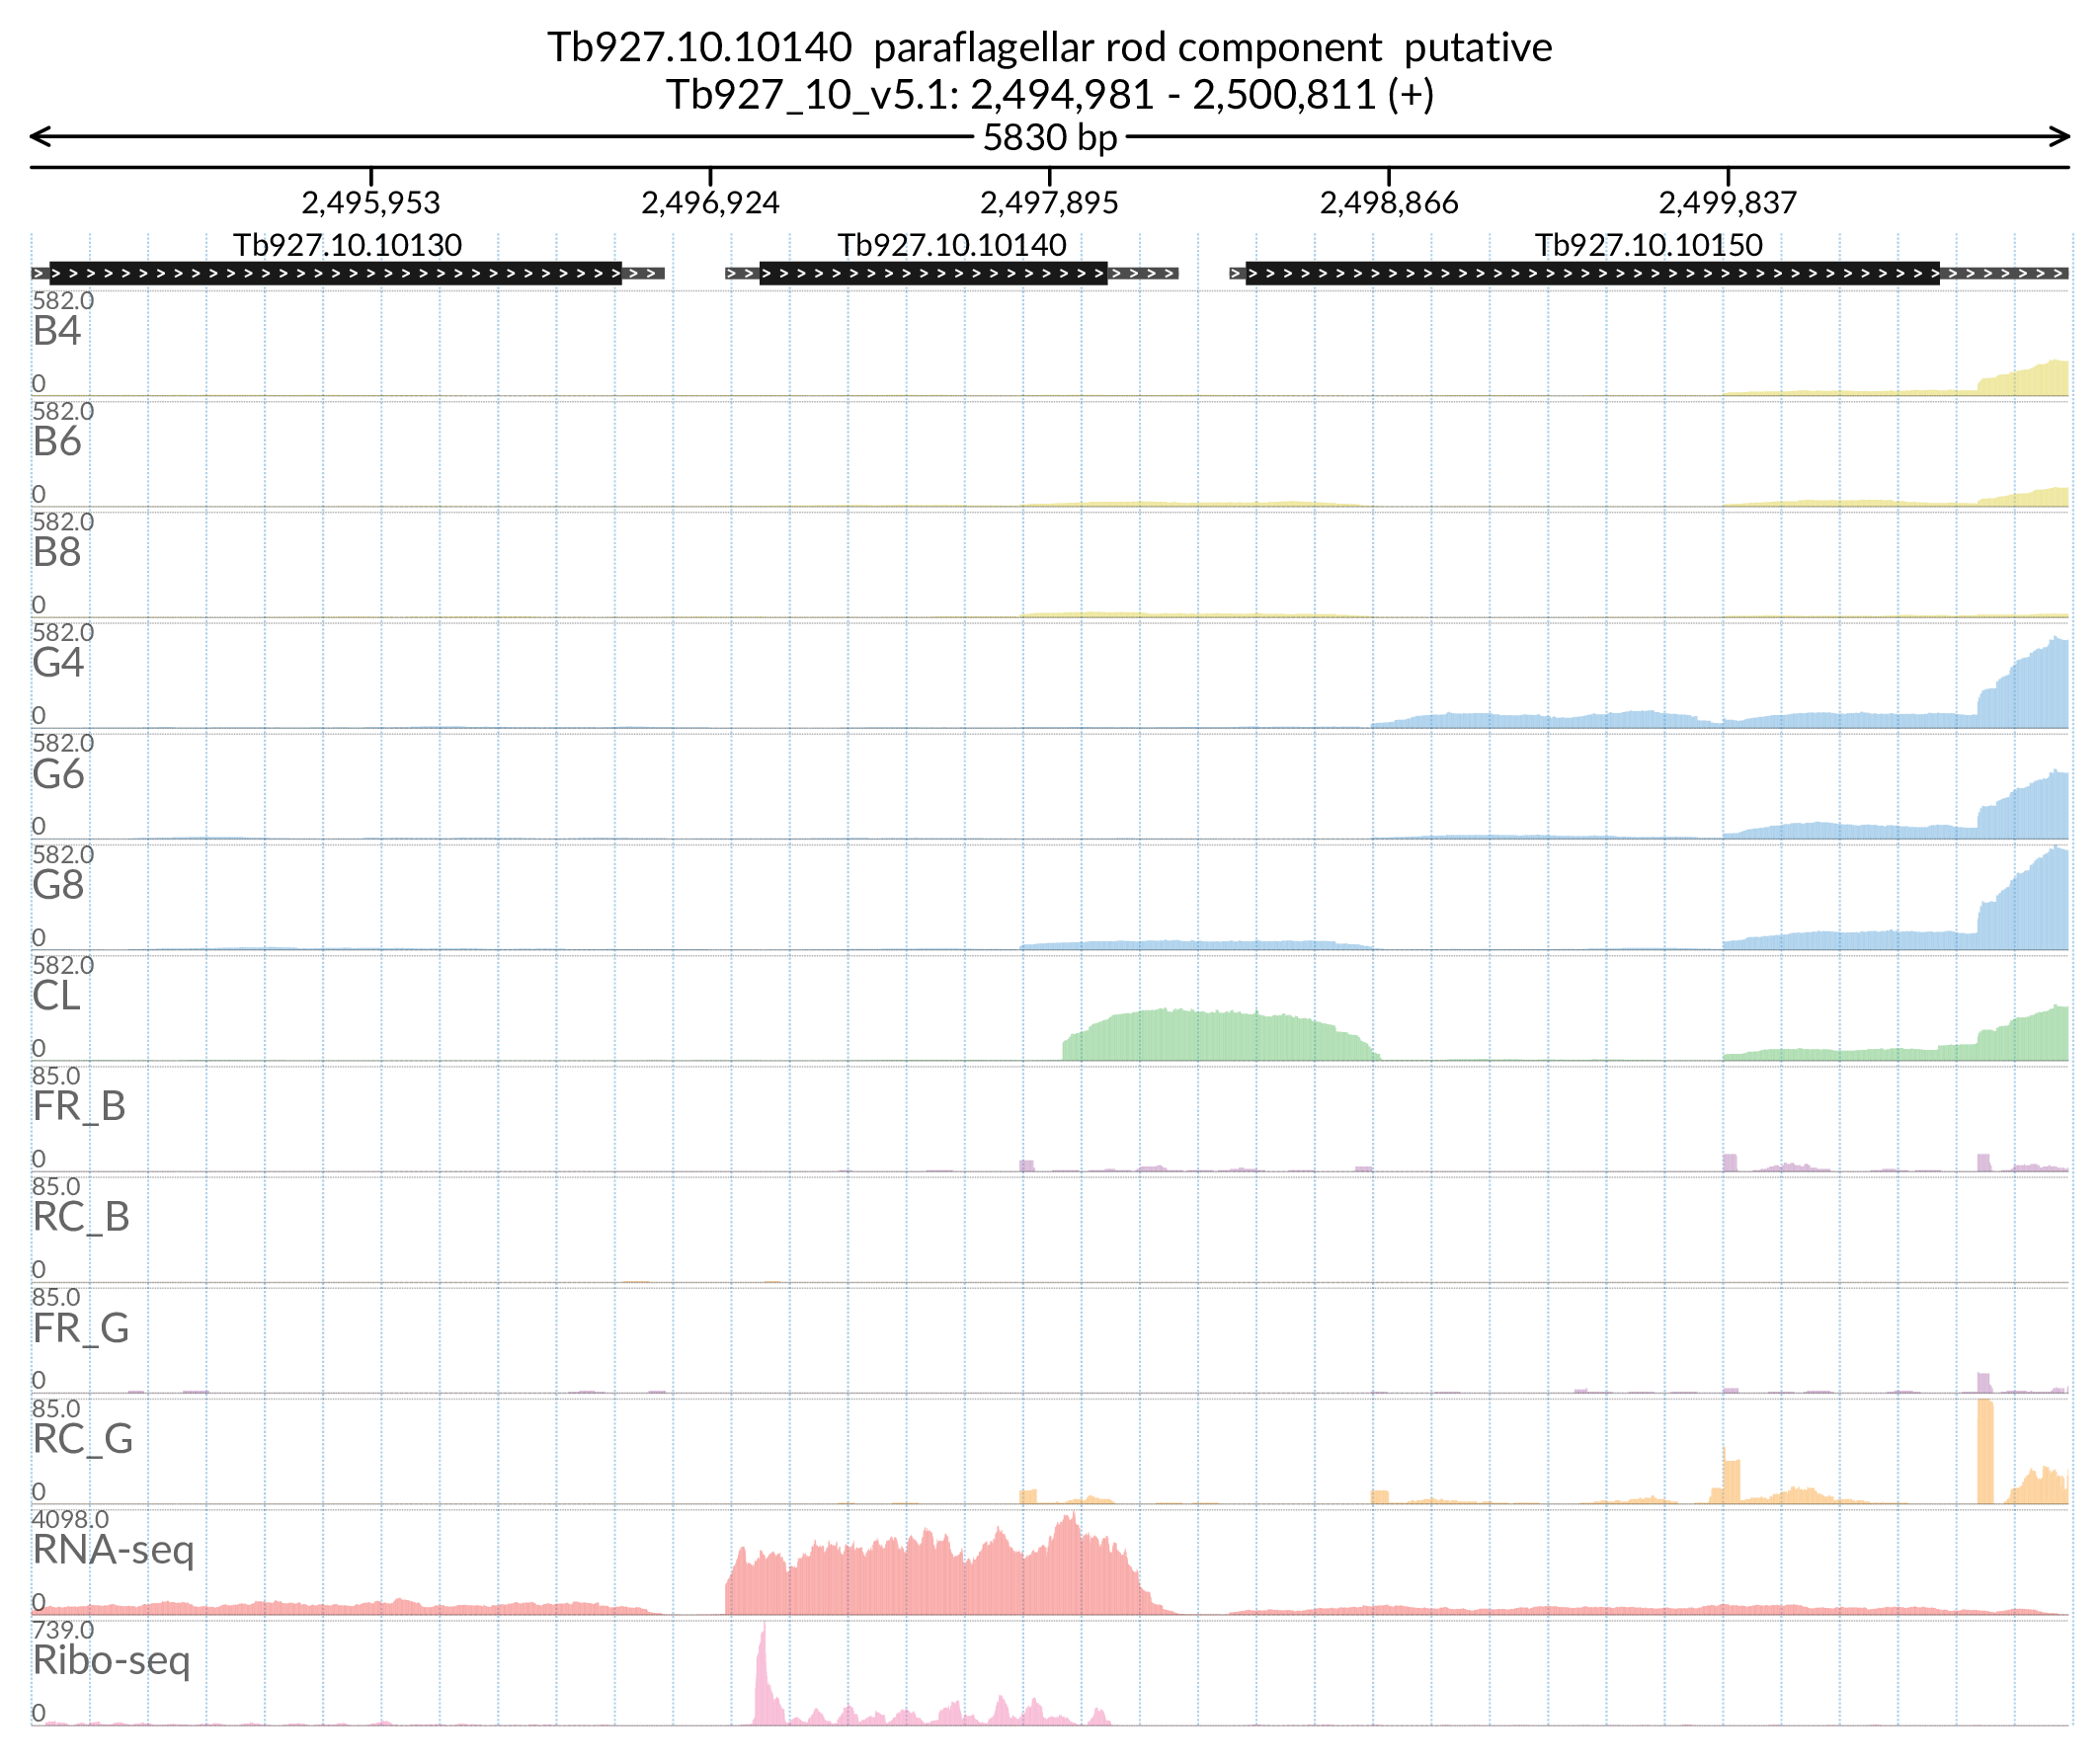 Tb927.10.10140  paraflagellar rod component  putative
Tb927_10_v5.1: 2,494,981 - 2,500,811 (+)
5830 bp
2,495,953 2,496,924 2,497,895 2,498,866 2,499,837
Tb927.10.10130 Tb927.10.10140 Tb927.10.10150
582.0
B4
0
582.0
B6
0
582.0
B8
0
582.0
G4
0
582.0
G6
0
582.0
G8
0
582.0
CL
0
85.0
FR_B
0
85.0
RC_B
0
85.0
FR_G
0
85.0
RC_G
0
4098.0
RNA-seq
0
739.0
Ribo-seq
0